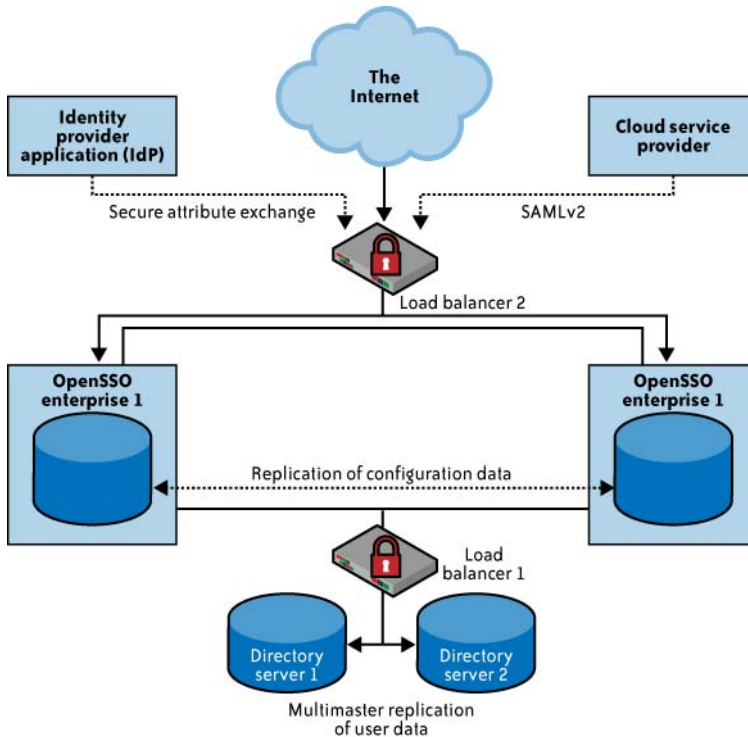 The
Internet
Identity
provider
application (IdP)
Cloud service
provider
Secure attribute exchange
SAMLv2
Load balancer 2
OpenSSO
enterprise 1
OpenSSO
enterprise 1
Replication of configuration data
Load
balancer 1
Directory
server 1
Directory
server 2
Multimaster replication
of user data